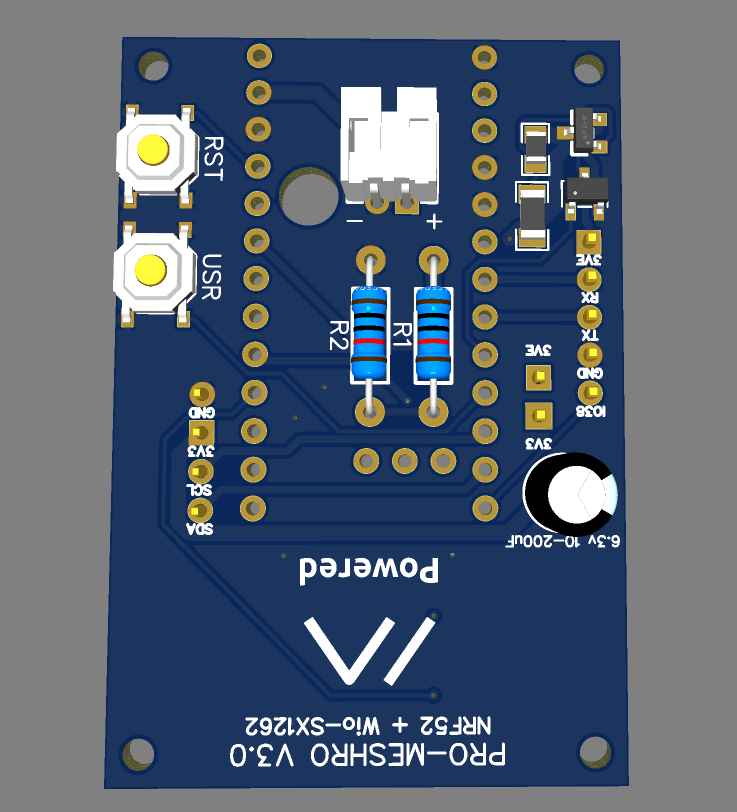 RST
USR
−
+
R2
R1
3VE
RX
TX
GND
IO38
3VE
3V3
GND
3V3
SCL
SDA
6.3v 10-200uF
Powered
NRF52 + Wio-SX1262
PRO-MESHRO V3.0